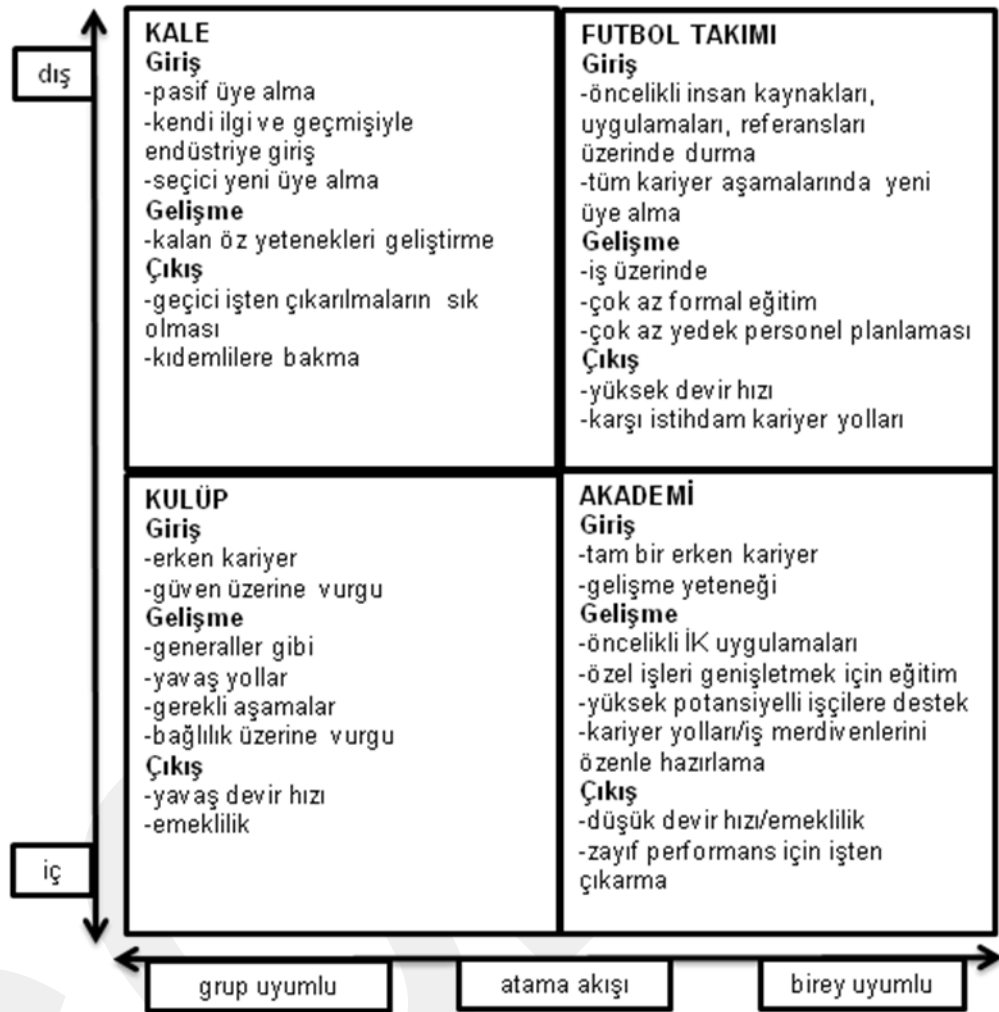 dış
KALE
Giriş
-pasif üye alma
-kendi ilgi ve geçmişiyle
endüstriye giriş
-seçici yeni üye alma
Gelişme
-kalan öz yetenekleri geliştirme
Çıkış
-geçici işten çıkarılmaların sık
olması
-kıdemlilere bakma
FUTBOL TAKIMI
Giriş
-öncelikli insan kaynakları,
uygulamaları, referansları
üzerinde durma
-tüm kariyer aşamalarında yeni
üye alma
Gelişme
-iş üzerinde
-çok az formal eğitim
-çok az yedek personel planlaması
Çıkış
-yüksek devir hızı
-karşı istihdam kariyer yolları
KULÜP
Giriş
-erken kariyer
-güven üzerine vurgu
Gelişme
-generaller gibi
-yavaş yollar
-gerekli aşamalar
-bağlılık üzerine vurgu
Çıkış
-yavaş devir hızı
-emeklilik
AKADEMİ
Giriş
-tam bir erken kariyer
-gelişme yeteneği
Gelişme
-öncelikli İK uygulamaları
-özel işleri genişletmek için eğitim
-yüksek potansiyelli işçilere destek
-kariyer yolları/iş merdivenlerini
özenle hazırlama
Çıkış
-düşük devir hızı/emeklilik
-zayıf performans için işten
çıkarma
iç
grup uyumlu
atama akışı
birey uyumlu